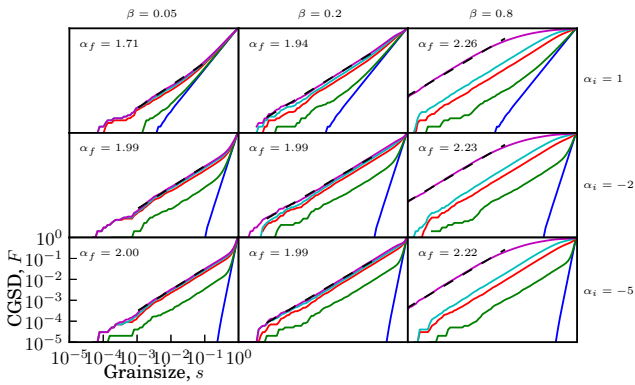 β = 0.05 β = 0.2 β = 0.8
α_f = 1.71 α_f = 1.94 α_f = 2.26
α_i = 1
α_f = 1.99 α_f = 1.99 α_f = 2.23
α_i = −2
α_f = 2.00 α_f = 1.99 α_f = 2.22
α_i = −5
CGSD, F
10^0
10^−1
10^−2
10^−3
10^−4
10^−5
10^−5 10^−4 10^−3 10^−2 10^−1 10^0
Grainsize, s